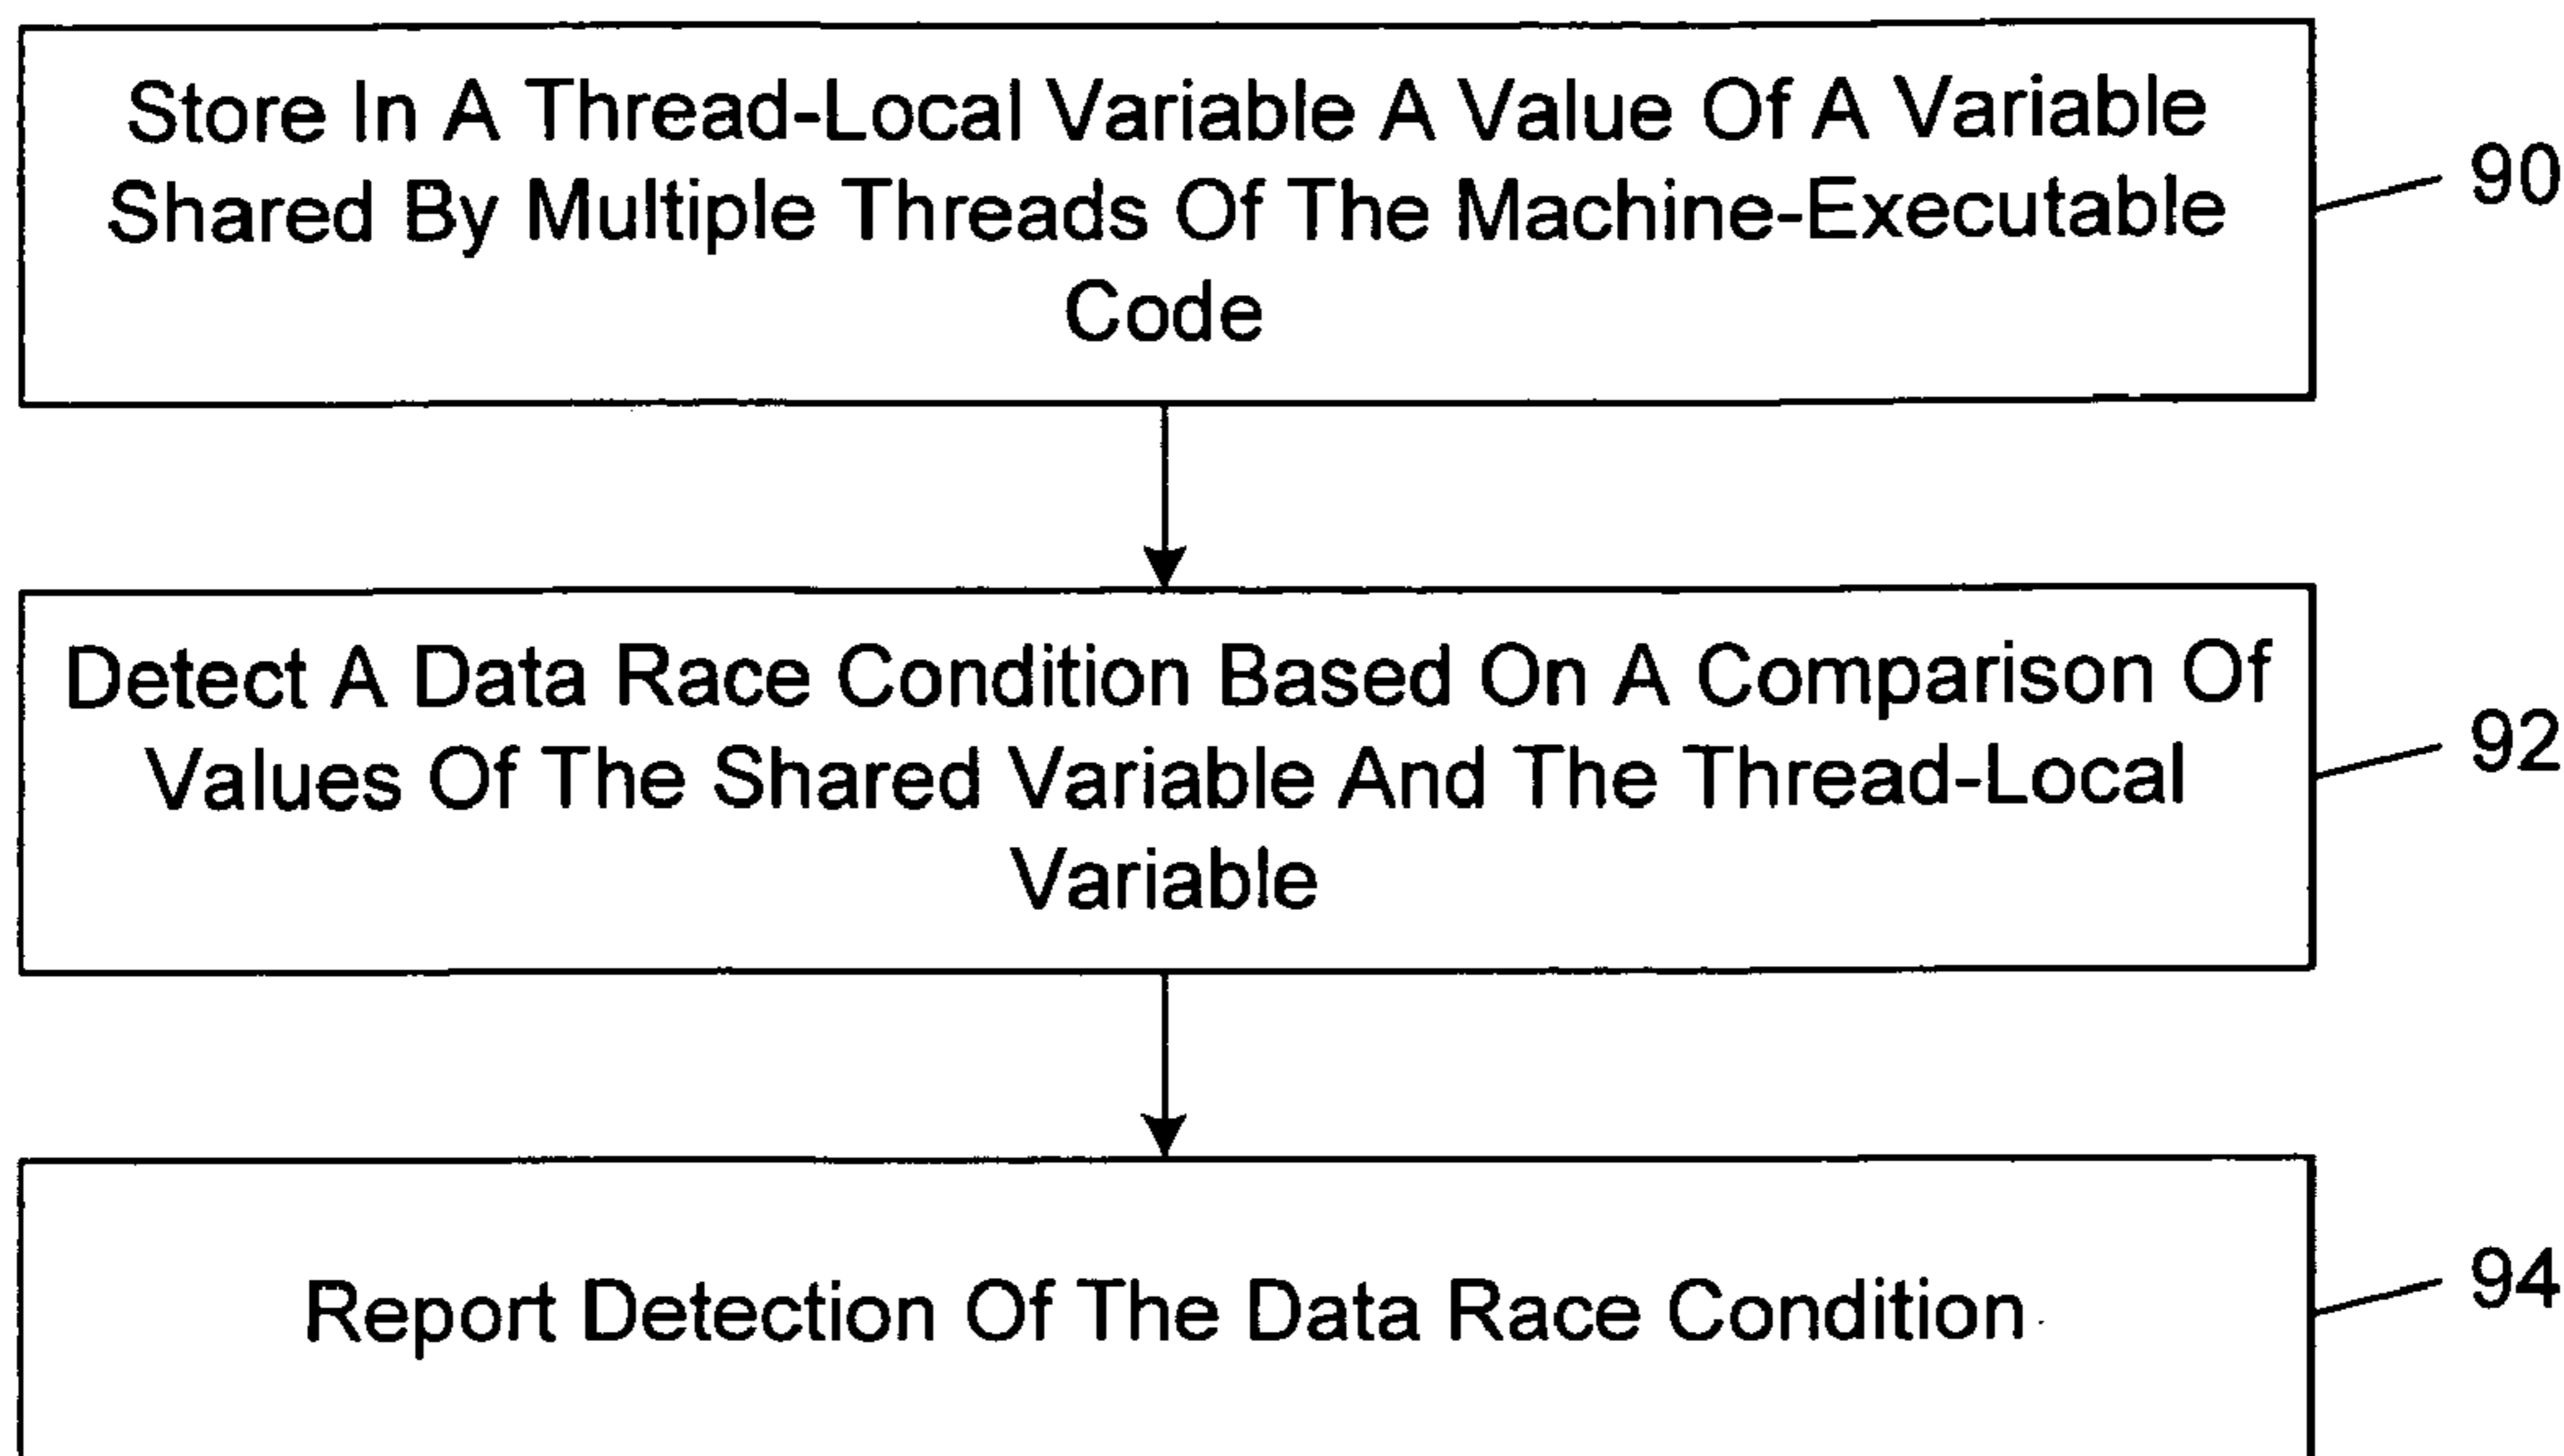 Store In A Thread-Local Variable A Value Of A Variable
Shared By Multiple Threads Of The Machine-Executable
Code
90
Detect A Data Race Condition Based On A Comparison Of
Values Of The Shared Variable And The Thread-Local
Variable
92
Report Detection Of The Data Race Condition
94